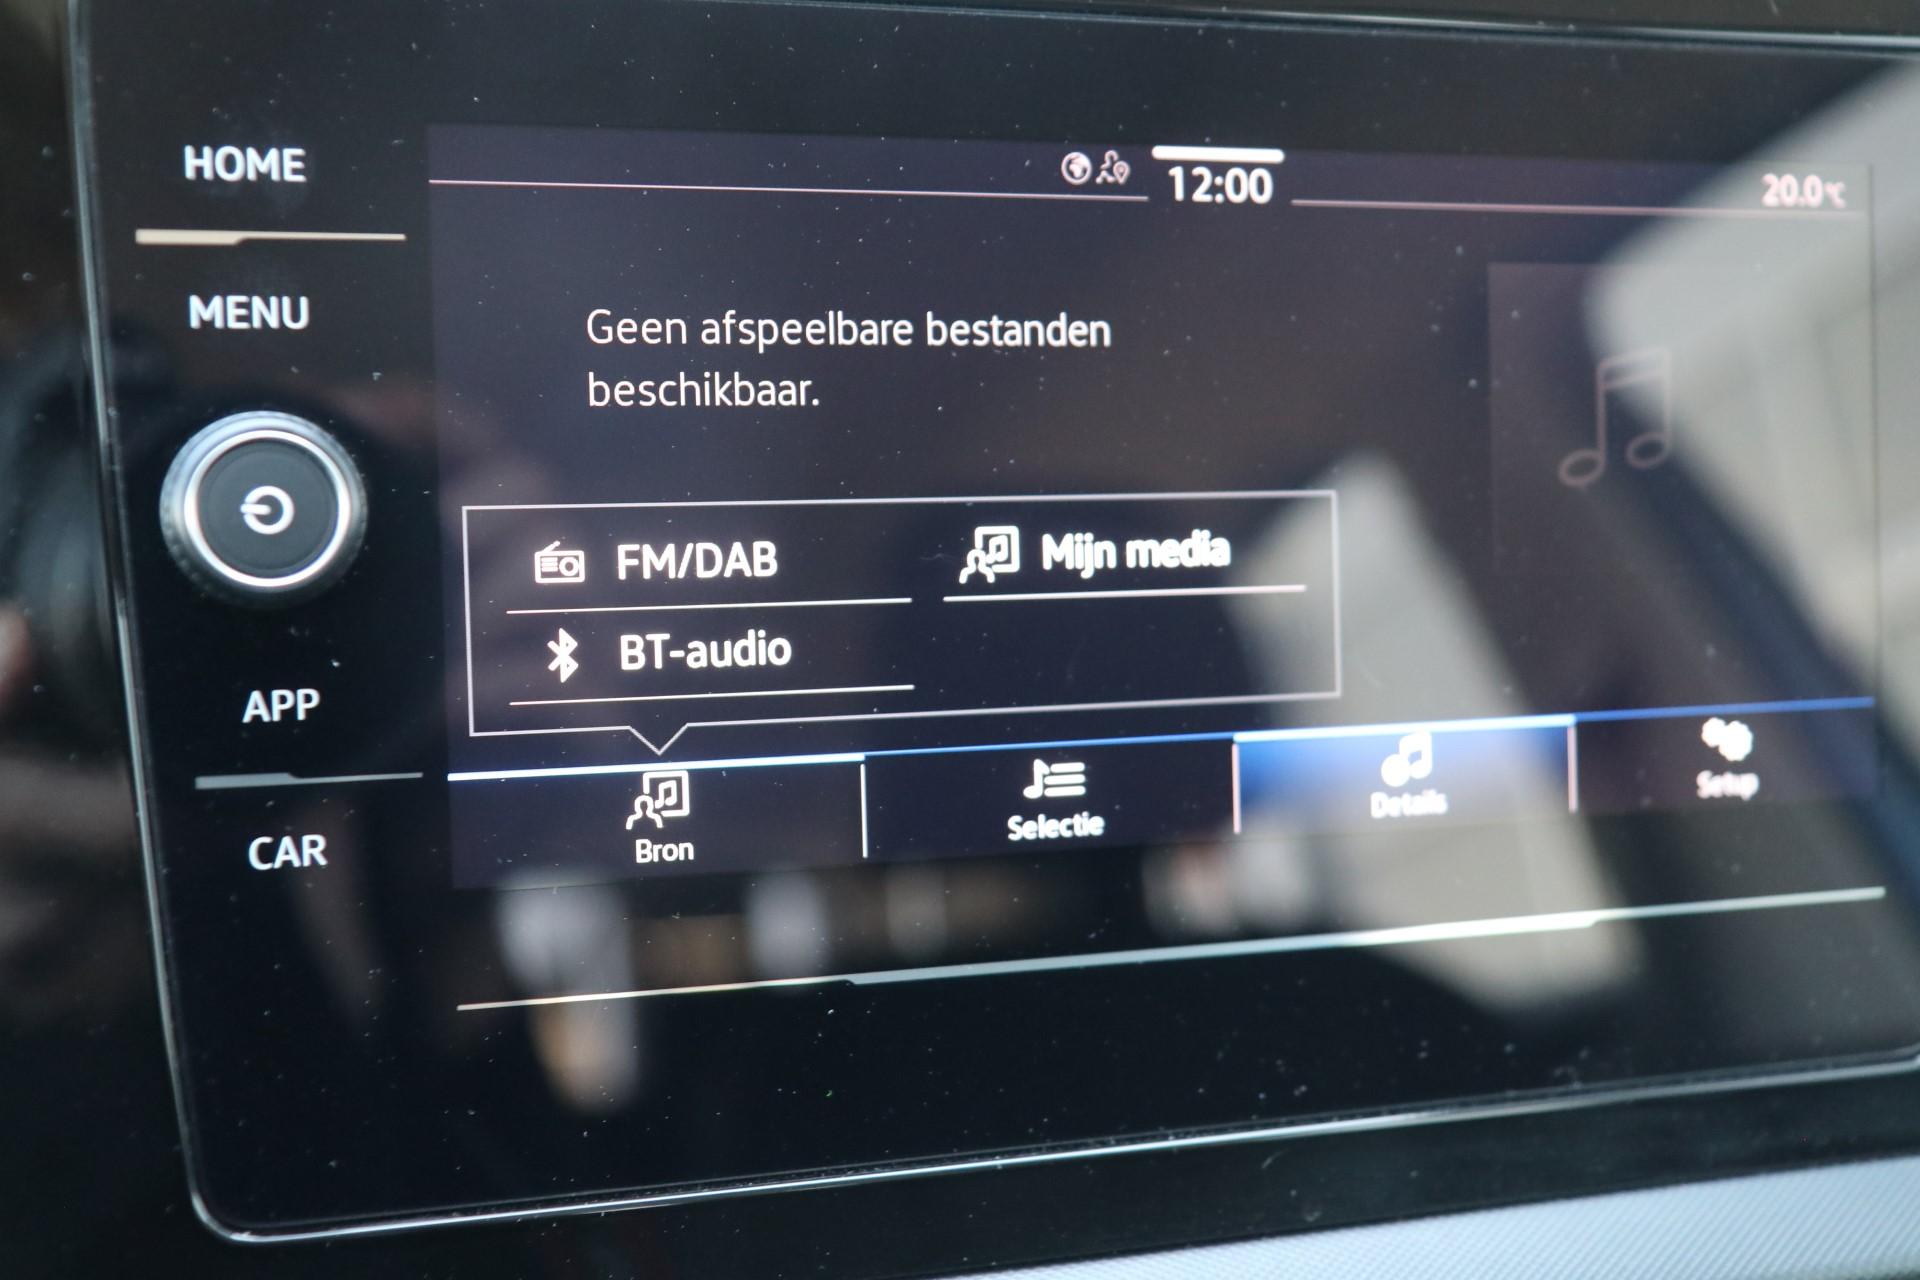 HOME
12:00
20.0°C
MENU
Geen afspeelbare bestanden
beschikbaar.
FM/DAB
Mijn media
BT-audio
APP
Bron
Selectie
Details
Setup
CAR